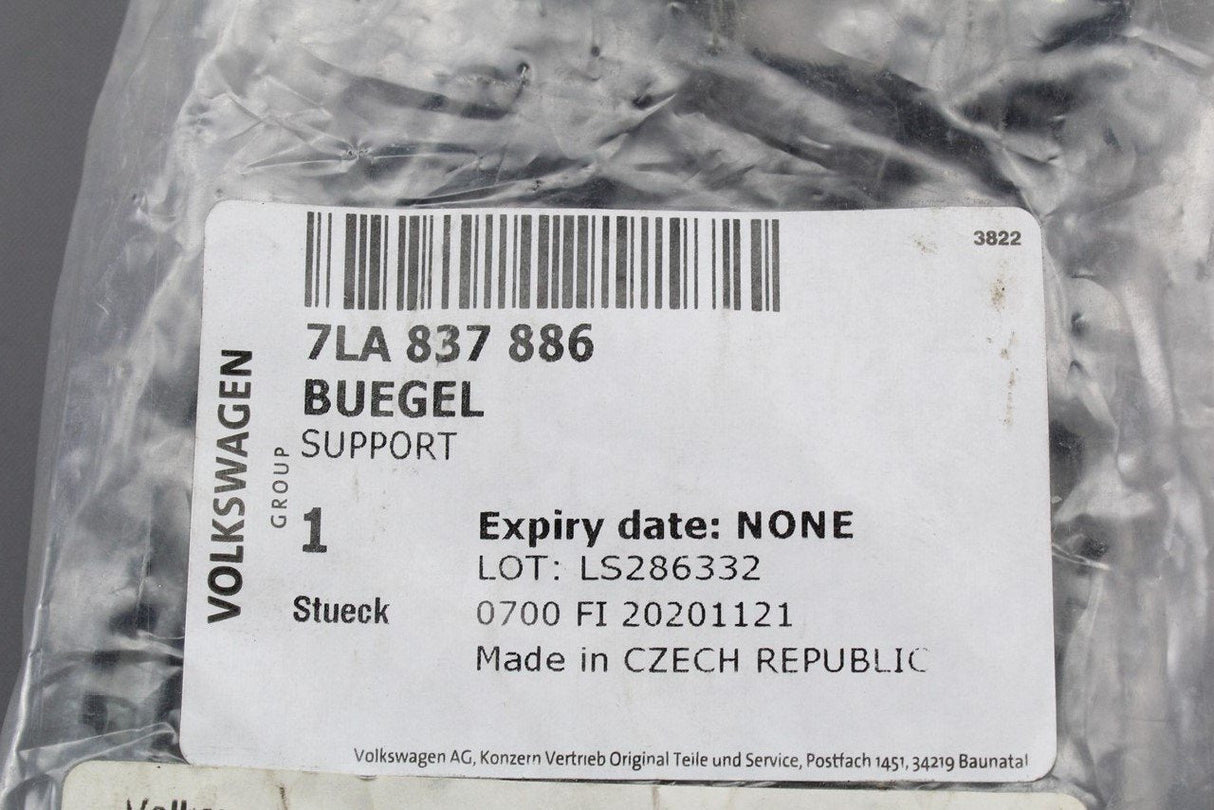 3822
7LA 837 886
BUEGEL
SUPPORT
VOLKSWAGEN
GROUP
1
Stueck
Expiry date: NONE
LOT: LS286332
0700 FI 20201121
Made in CZECH REPUBLIC
Volkswagen AG, Konzern Vertrieb Original Teile und Service, Postfach 1451, 34219 Baunatal